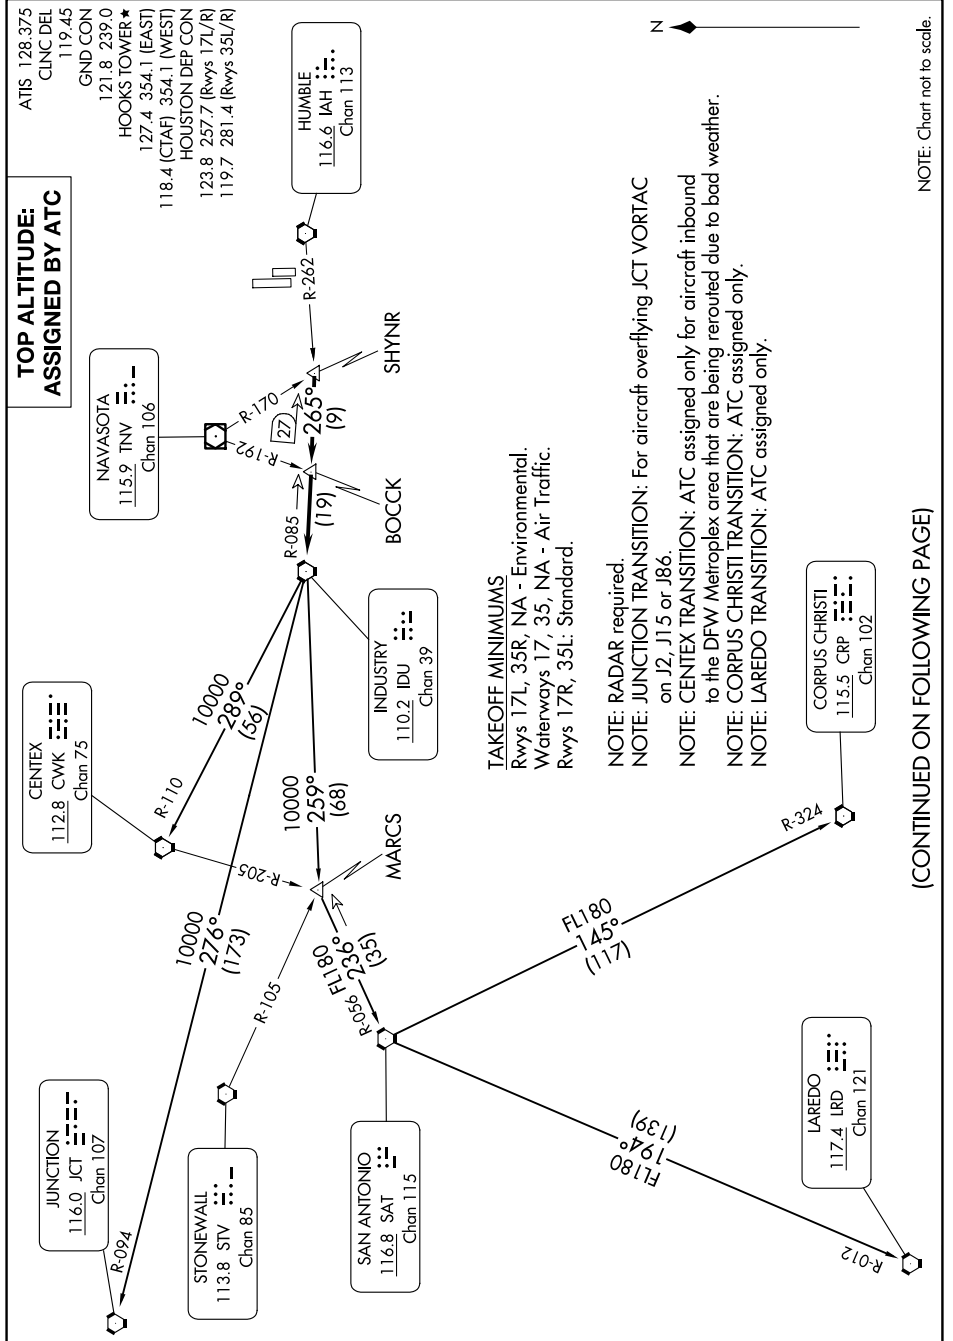 TOP ALTITUDE:
ASSIGNED BY ATC
ATIS 128.375
CLNC DEL
119.45
GND CON
121.8 239.0
HOOKS TOWER★
127.4 354.1 (EAST)
118.4 (CTAF) 354.1 (WEST)
HOUSTON DEP CON
123.8 257.7 (Rwys 17L/R)
119.7 281.4 (Rwys 35L/R)
JUNCTION
116.0 JCT
Chan 107
R-094
10000
276°
(173)
CENTEX
112.8 CWK
Chan 75
R-110
10000
289°
(56)
R-205
NAVASOTA
115.9 TNV
Chan 106
R-170
R-192
27
HUMBLE
116.6 IAH
Chan 113
R-262
SHYNR
265°
(9)
BOCCK
(19)
R-085
INDUSTRY
110.2 IDU
Chan 39
10000
259°
(68)
MARCS
STONEWALL
113.8 STV
Chan 85
R-105
FL180
236°
(35)
R-056
SAN ANTONIO
116.8 SAT
Chan 115
FL180
145°
(117)
R-324
CORPUS CHRISTI
115.5 CRP
Chan 102
FL180
194°
(139)
R-012
LAREDO
117.4 LRD
Chan 121
N
TAKEOFF MINIMUMS
Rwys 17L, 35R, NA - Environmental.
Waterways 17, 35, NA - Air Traffic.
Rwys 17R, 35L: Standard.
NOTE: RADAR required.
NOTE: JUNCTION TRANSITION: For aircraft overflying JCT VORTAC
on J2, J15 or J86.
NOTE: CENTEX TRANSITION: ATC assigned only for aircraft inbound
to the DFW Metroplex area that are being rerouted due to bad weather.
NOTE: CORPUS CHRISTI TRANSITION: ATC assigned only.
NOTE: LAREDO TRANSITION: ATC assigned only.
(CONTINUED ON FOLLOWING PAGE)
NOTE: Chart not to scale.